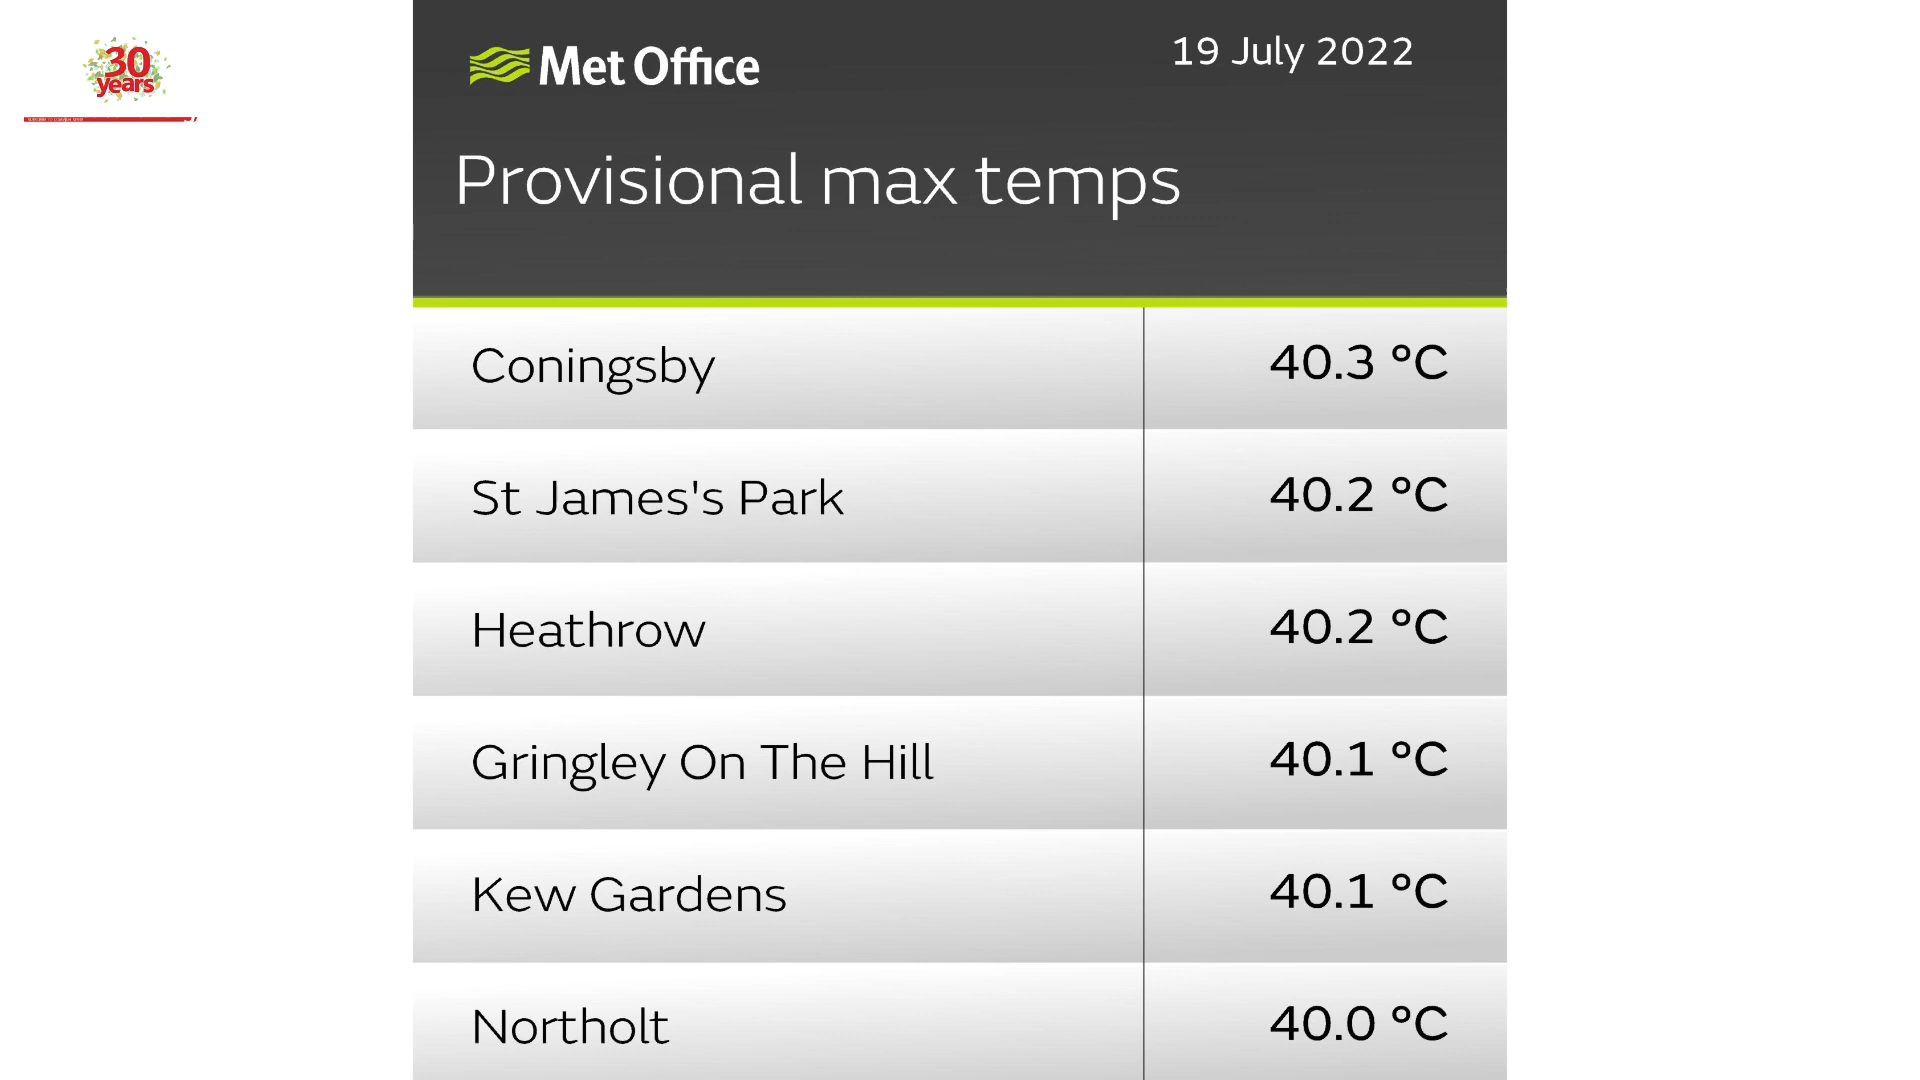 30
years
Met Office
19 July 2022
Provisional max temps
Coningsby 40.3 °C
St James's Park 40.2 °C
Heathrow 40.2 °C
Gringley On The Hill 40.1 °C
Kew Gardens 40.1 °C
Northolt 40.0 °C